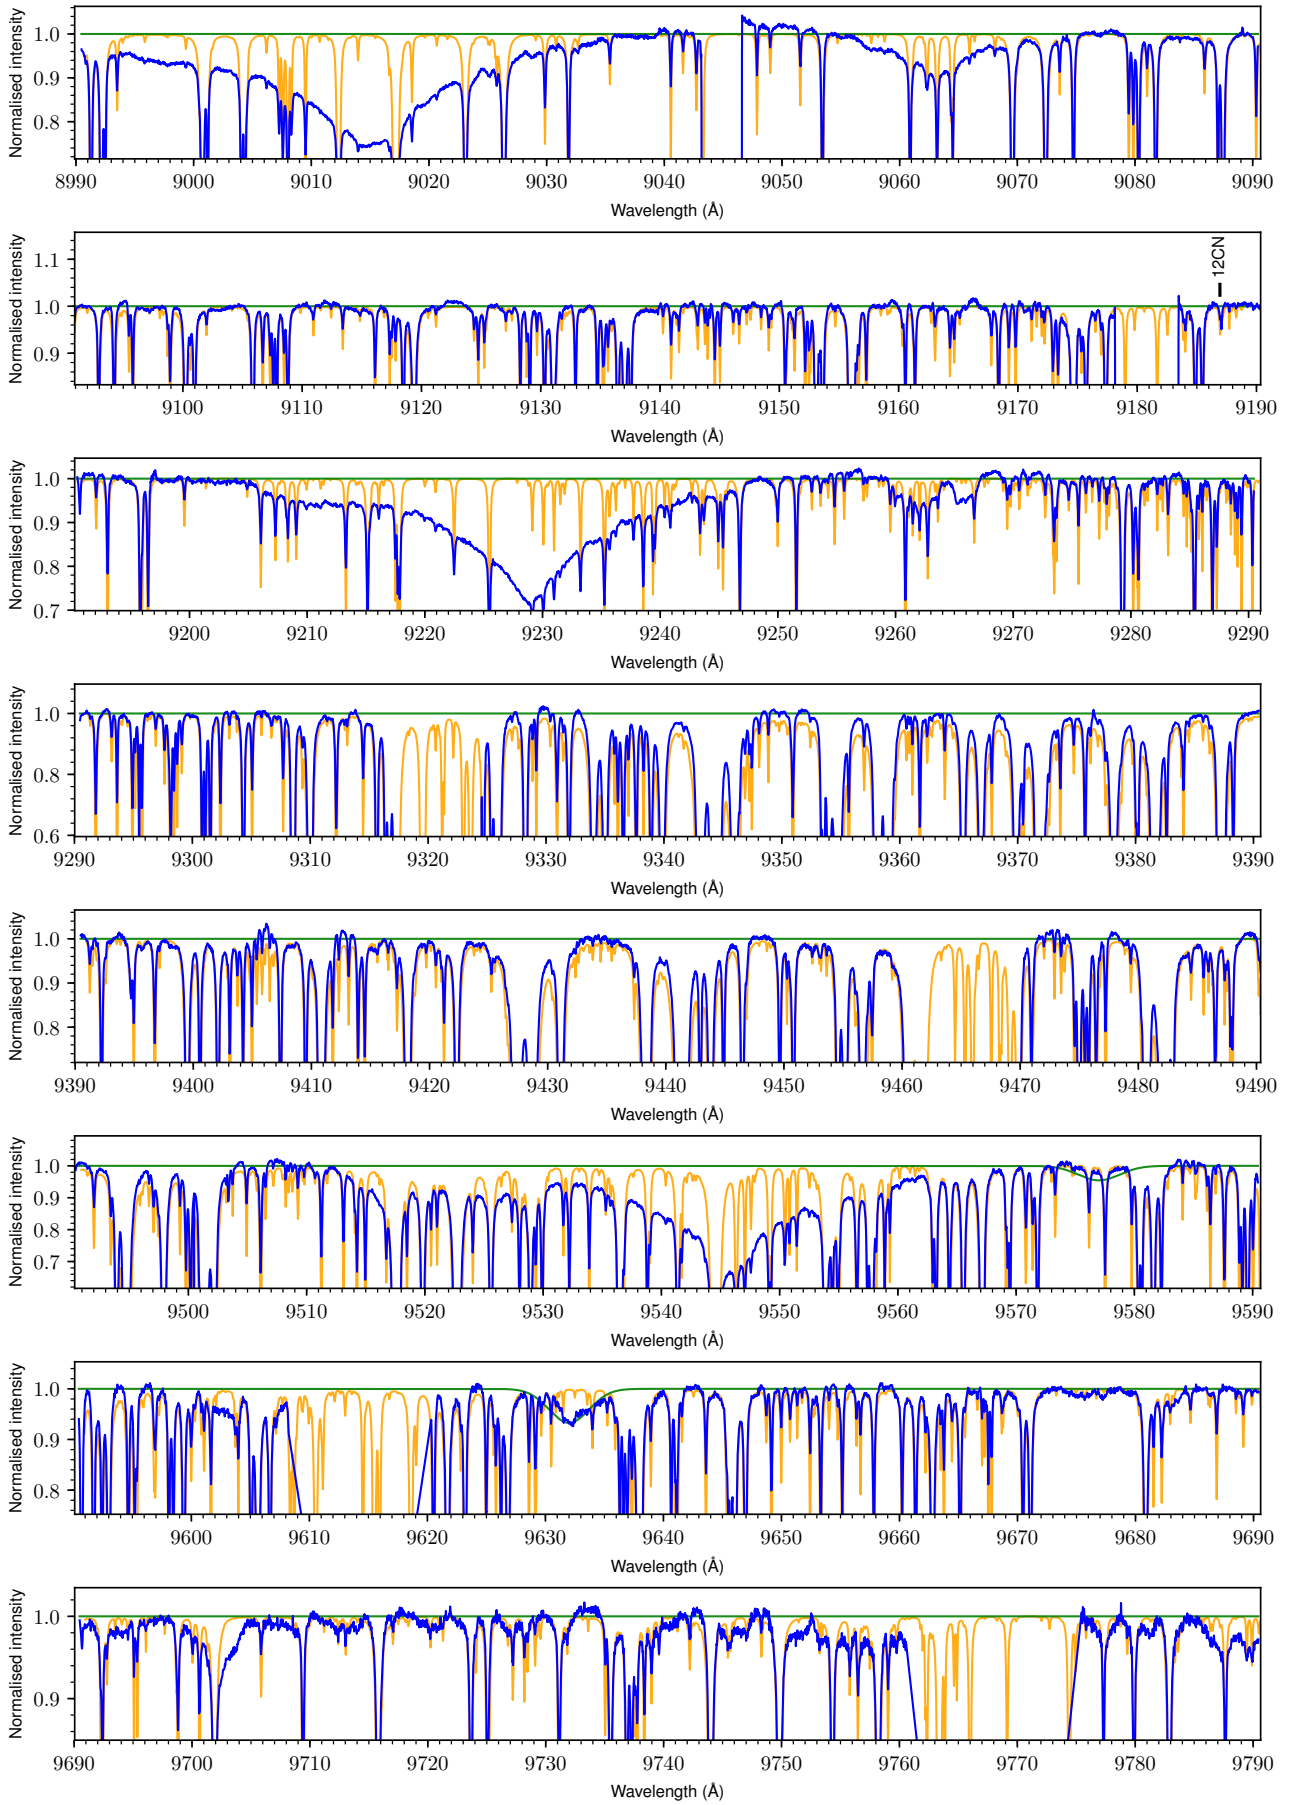 Normalised intensity
1.0
0.9
0.8
8990 9000 9010 9020 9030 9040 9050 9060 9070 9080 9090
Wavelength (Å)
Normalised intensity
1.1
1.0
0.9
12CN
9100 9110 9120 9130 9140 9150 9160 9170 9180 9190
Wavelength (Å)
Normalised intensity
1.0
0.9
0.8
0.7
9200 9210 9220 9230 9240 9250 9260 9270 9280 9290
Wavelength (Å)
Normalised intensity
1.0
0.8
0.6
9290 9300 9310 9320 9330 9340 9350 9360 9370 9380 9390
Wavelength (Å)
Normalised intensity
1.0
0.9
0.8
9390 9400 9410 9420 9430 9440 9450 9460 9470 9480 9490
Wavelength (Å)
Normalised intensity
1.0
0.9
0.8
0.7
9500 9510 9520 9530 9540 9550 9560 9570 9580 9590
Wavelength (Å)
Normalised intensity
1.0
0.9
0.8
9600 9610 9620 9630 9640 9650 9660 9670 9680 9690
Wavelength (Å)
Normalised intensity
1.0
0.9
9690 9700 9710 9720 9730 9740 9750 9760 9770 9780 9790
Wavelength (Å)